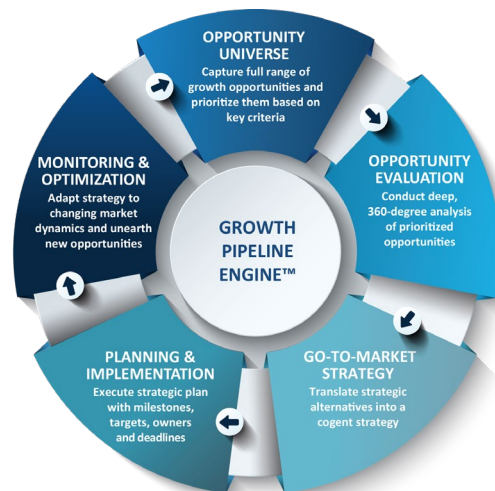 OPPORTUNITY
UNIVERSE
Capture full range of
growth opportunities and
prioritize them based on
key criteria
OPPORTUNITY
EVALUATION
Conduct deep,
360-degree analysis
of prioritized
opportunities
GO-TO-MARKET
STRATEGY
Translate strategic
alternatives into a
cogent strategy
PLANNING &
IMPLEMENTATION
Execute strategic plan
with milestones,
targets, owners
and deadlines
MONITORING &
OPTIMIZATION
Adapt strategy to
changing market
dynamics and unearth
new opportunities
GROWTH
PIPELINE
ENGINE™